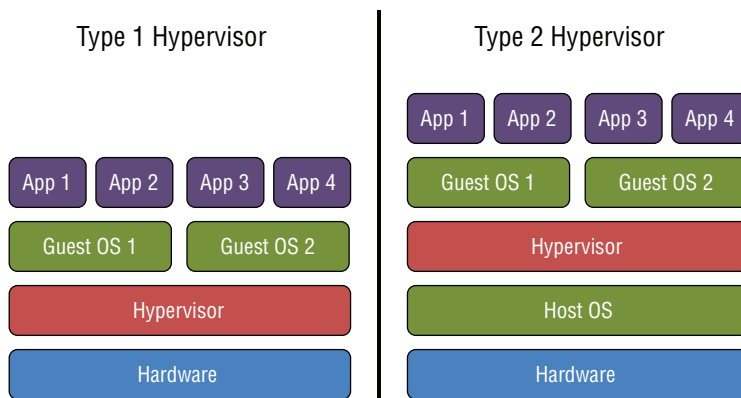 Type 1 Hypervisor
App 1 App 2 App 3 App 4
Guest OS 1 Guest OS 2
Hypervisor
Hardware
Type 2 Hypervisor
App 1 App 2 App 3 App 4
Guest OS 1 Guest OS 2
Hypervisor
Host OS
Hardware